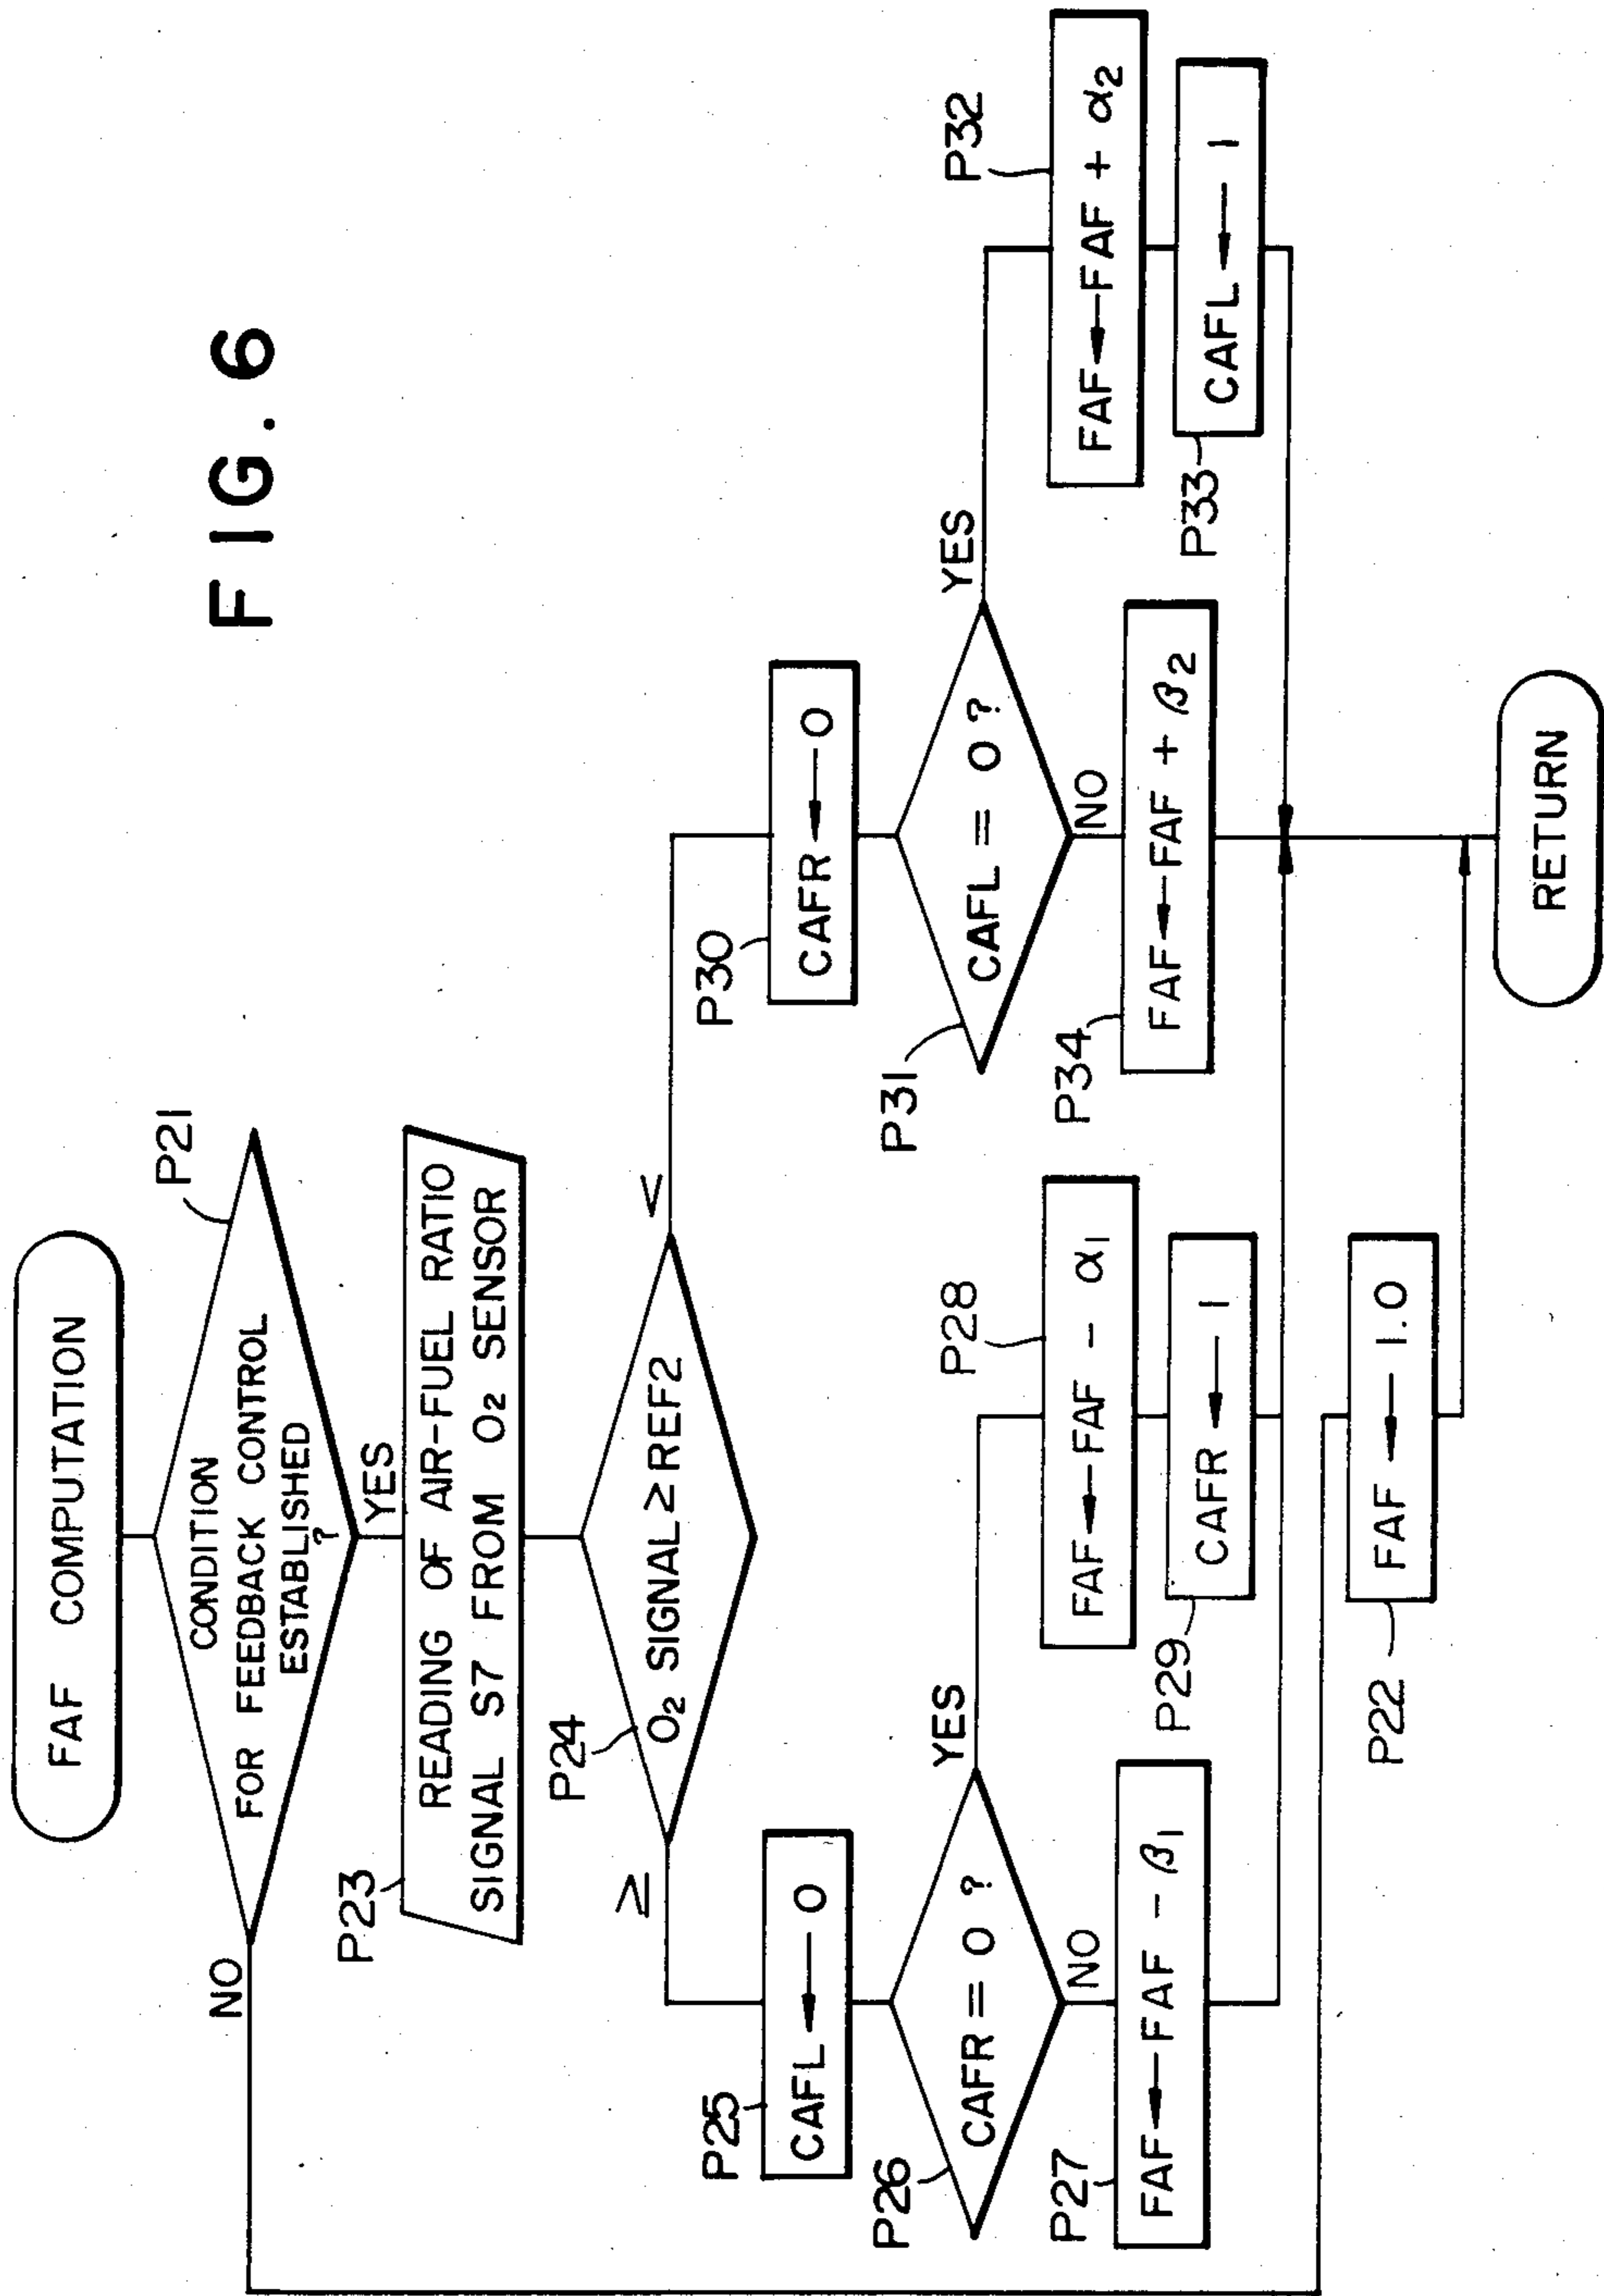 FIG. 6
FAF COMPUTATION
P21
CONDITION
FOR FEEDBACK CONTROL
ESTABLISHED
?
NO
YES
P23
READING OF AIR-FUEL RATIO
SIGNAL S7 FROM O₂ SENSOR
P24
O₂ SIGNAL ≥ REF2
≥
<
P25
CAFL ← 0
P26
CAFR = 0 ?
YES
NO
P27
FAF ← FAF - β₁
P28
FAF ← FAF - α₁
P29
CAFR ← 1
P22
FAF ← 1.0
P30
CAFR ← 0
P31
CAFL = 0 ?
YES
NO
P34
FAF ← FAF + β₂
P32
FAF ← FAF + α₂
P33
CAFL ← 1
RETURN